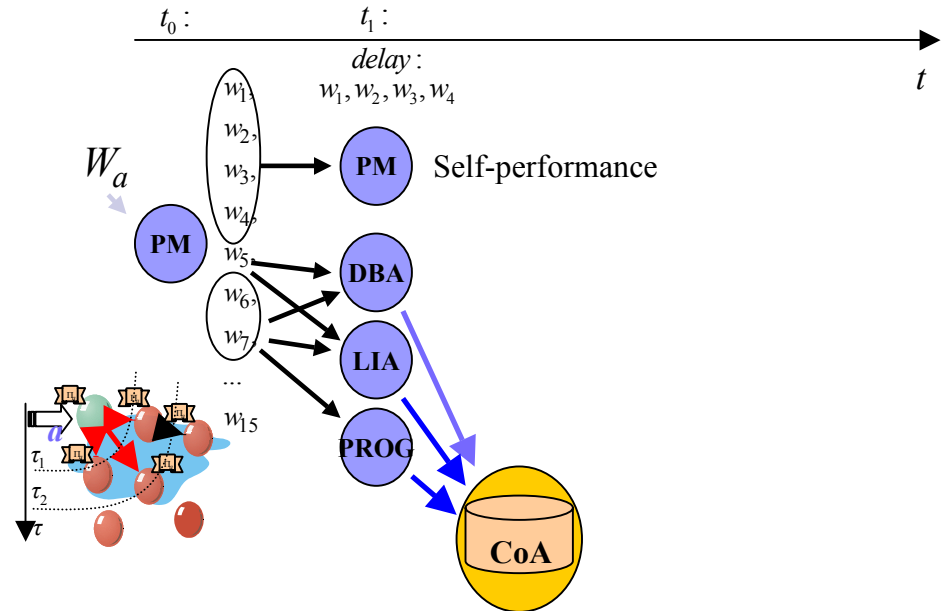 t₀ :
t₁ :
t
delay :
w₁, w₂, w₃, w₄
w₁,
w₂,
w₃,
w₄,
w₅,
w₆,
w₇,
...
w₁₅
Wₐ
PM
PM
Self-performance
DBA
LIA
PROG
CoA
a
τ₁
τ₂
τ